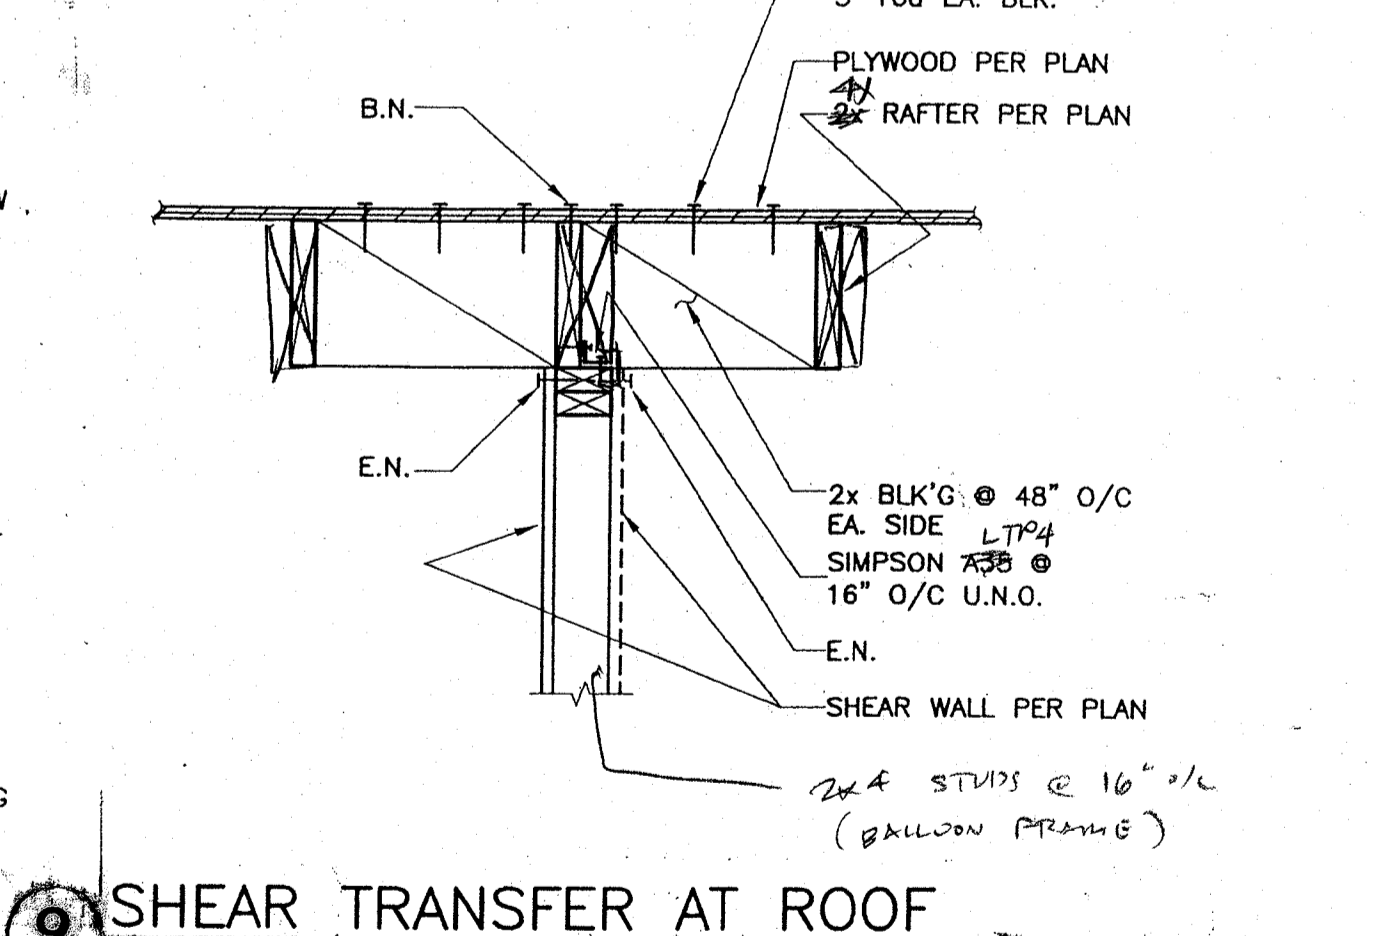 PLYWOOD PER PLAN
4x
2x RAFTER PER PLAN
B.N.
E.N.
2x BLK'G @ 48" O/C
EA. SIDE
LTP4
SIMPSON A35 @
16" O/C U.N.O.
E.N.
SHEAR WALL PER PLAN
2x4 STUDS @ 16" o/c
(BALLOON FRAME)
SHEAR TRANSFER AT ROOF